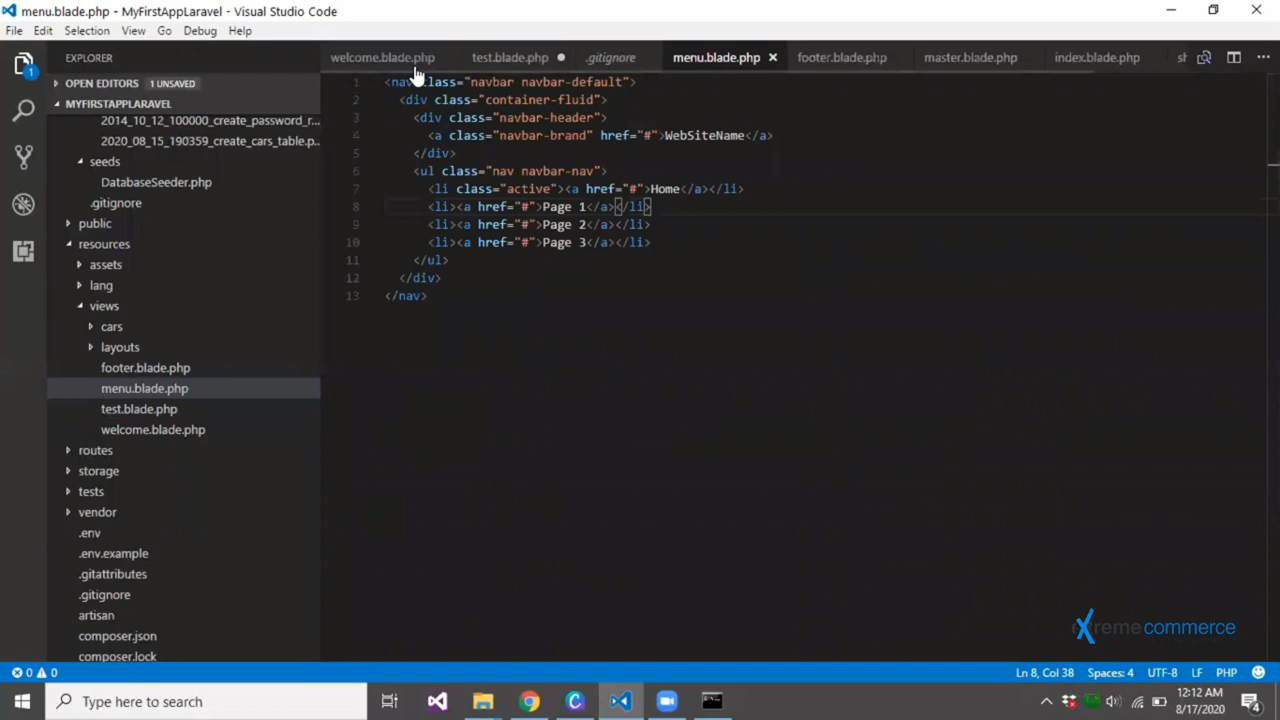 menu.blade.php - MyFirstAppLaravel - Visual Studio Code
File Edit Selection View Go Debug Help
EXPLORER
OPEN EDITORS 1 UNSAVED
MYFIRSTAPPLARAVEL
2014_10_12_100000_create_password_r...
2020_08_15_190359_create_cars_table.p...
seeds
DatabaseSeeder.php
.gitignore
public
resources
assets
lang
views
cars
layouts
footer.blade.php
menu.blade.php
test.blade.php
welcome.blade.php
routes
storage
tests
vendor
.env
.env.example
.gitattributes
.gitignore
artisan
composer.json
composer.lock
1
welcome.blade.php test.blade.php .gitignore menu.blade.php footer.blade.php master.blade.php index.blade.php sh
1 <nav class="navbar navbar-default">
2 <div class="container-fluid">
3 <div class="navbar-header">
4 <a class="navbar-brand" href="#">WebSiteName</a>
5 </div>
6 <ul class="nav navbar-nav">
7 <li class="active"><a href="#">Home</a></li>
8 <li><a href="#">Page 1</a></li>
9 <li><a href="#">Page 2</a></li>
10 <li><a href="#">Page 3</a></li>
11 </ul>
12 </div>
13 </nav>
extreme commerce
0 0 Ln 8, Col 38 Spaces: 4 UTF-8 LF PHP
Type here to search
12:12 AM
8/17/2020
4